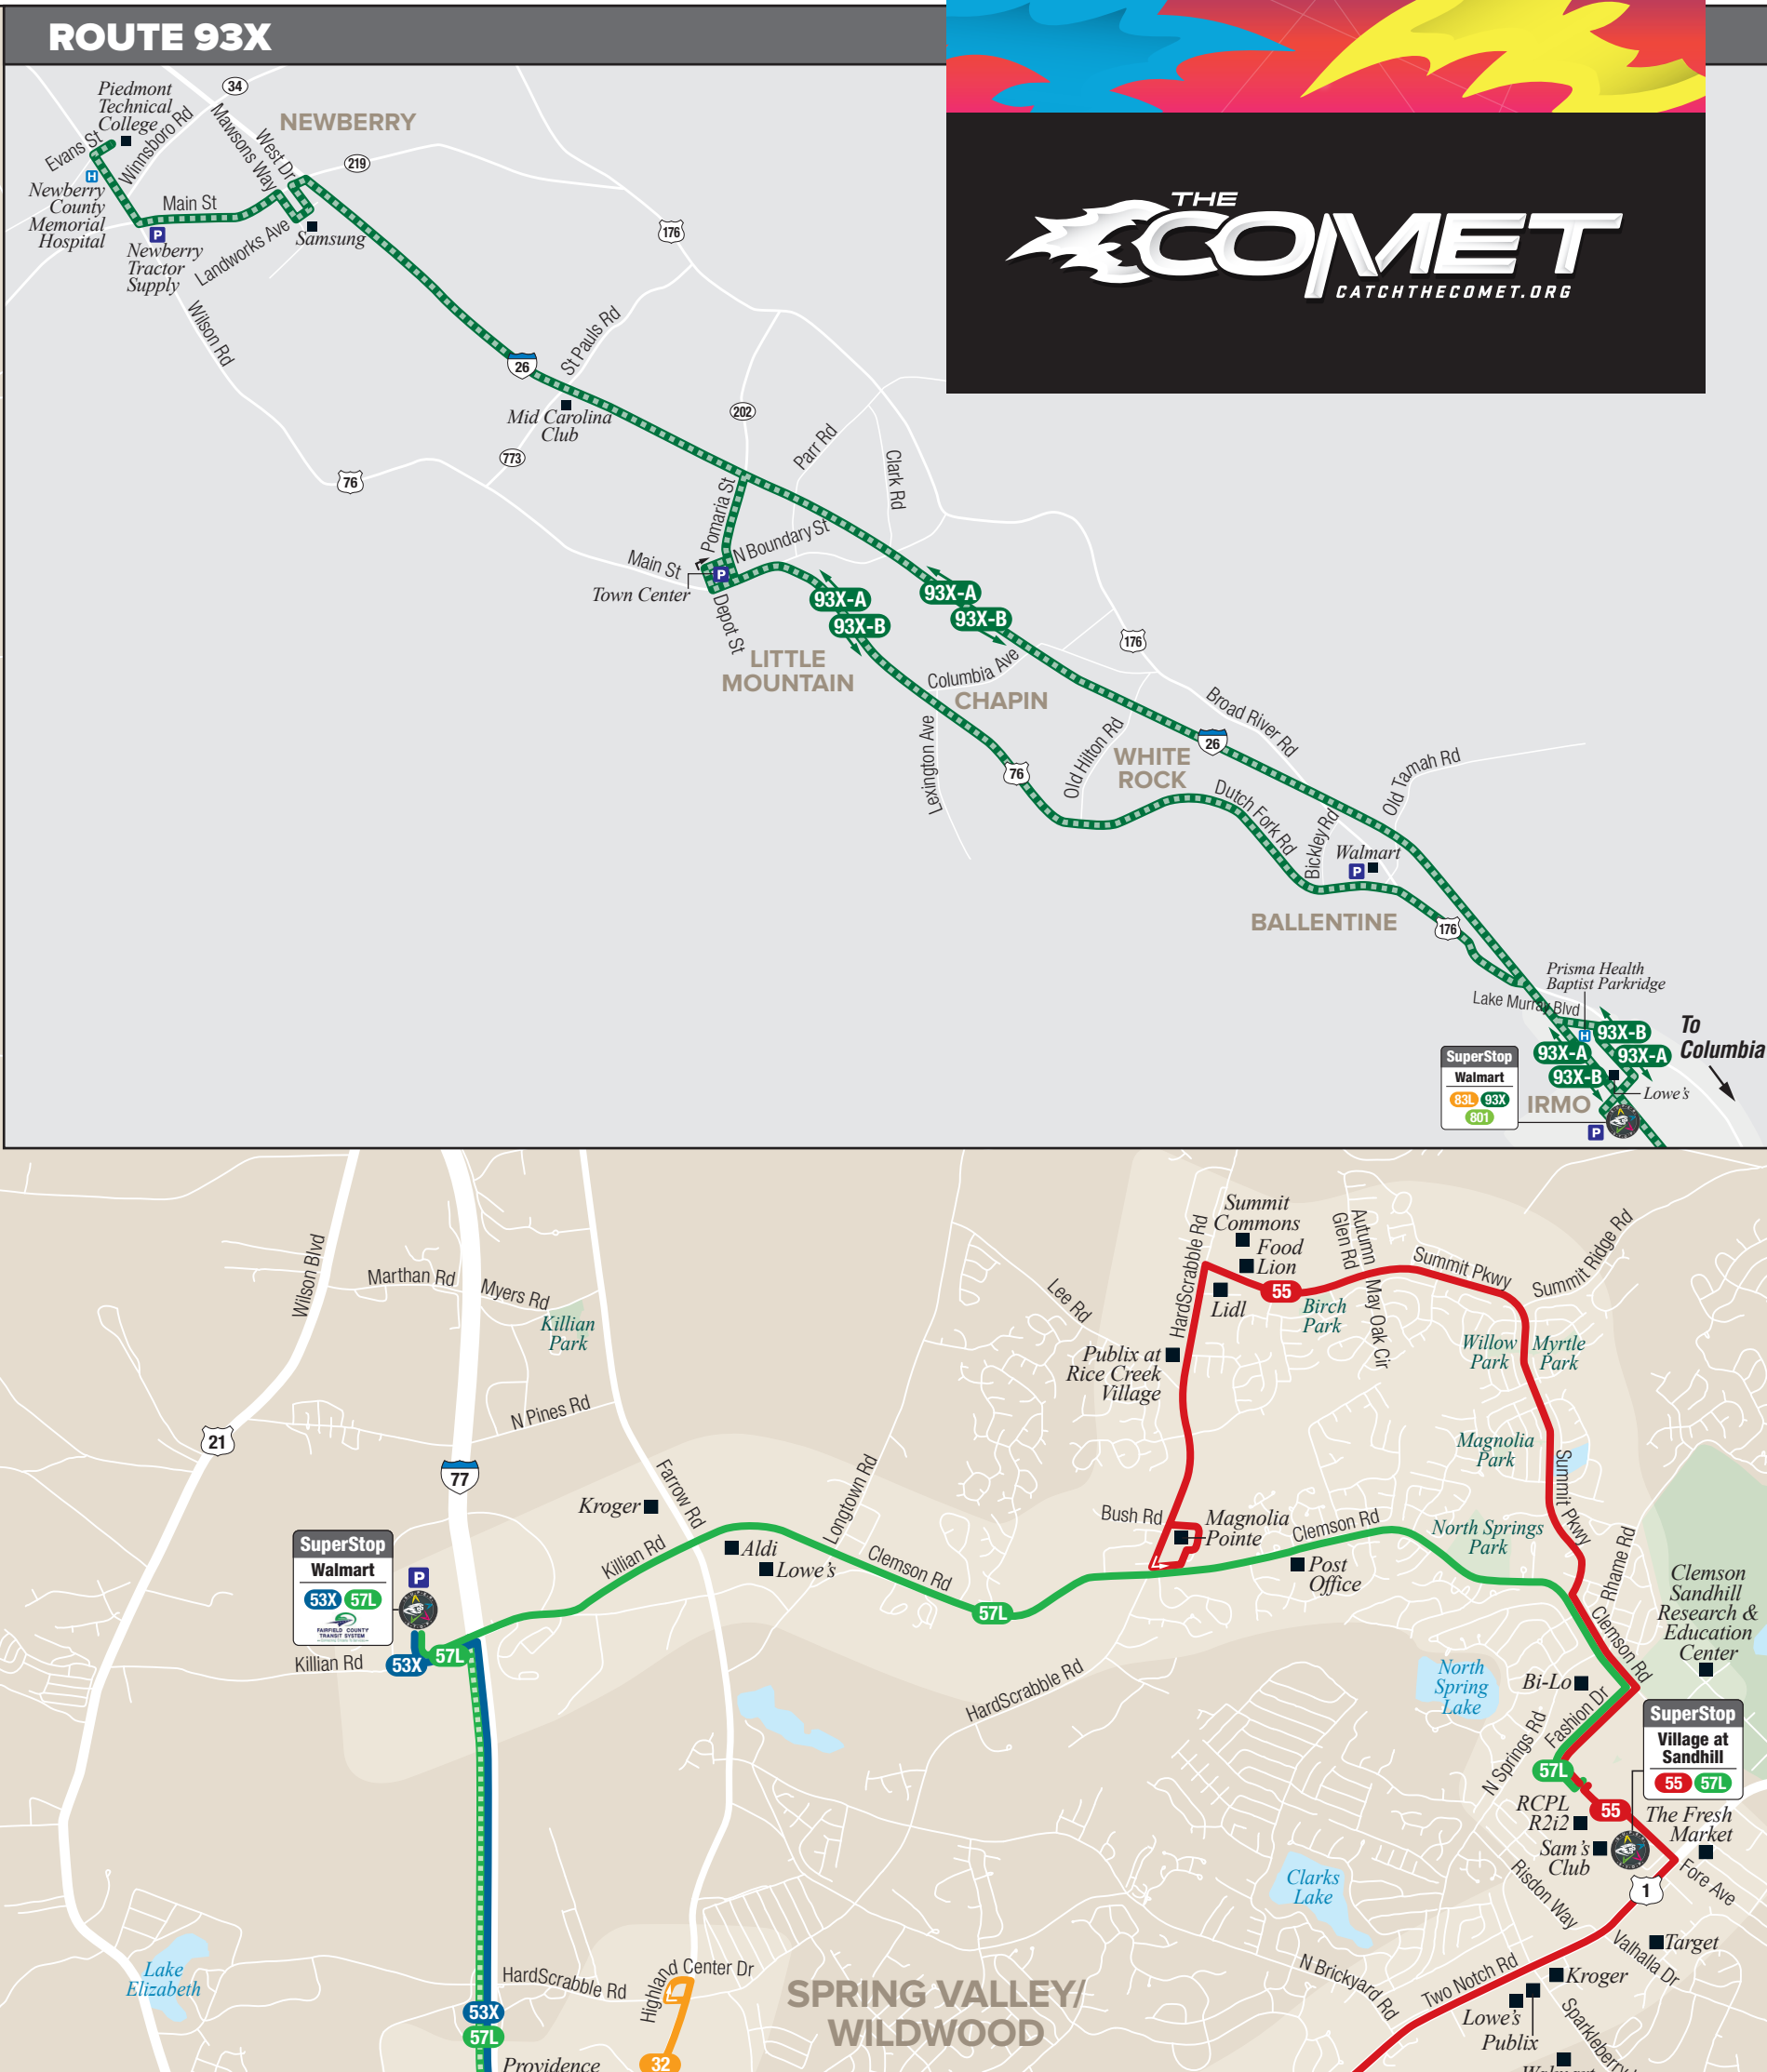 ROUTE 93X
THE
COMET
CATCHTHECOMET.ORG
Piedmont
Technical
College
34
NEWBERRY
Evans St
Winnsboro Rd
Mawsons Way
West Dr
219
H
Newberry
County
Memorial
Hospital
Main St
P
Newberry
Tractor
Supply
Landworks Ave
Samsung
Wilson Rd
176
26
St Pauls Rd
Mid Carolina
Club
773
76
202
Parr Rd
Clark Rd
Pomaria St
N Boundary St
Main St
P
Town Center
Depot St
93X-A
93X-B
93X-A
93X-B
LITTLE
MOUNTAIN
Columbia Ave
CHAPIN
176
Lexington Ave
76
Old Hilton Rd
WHITE
ROCK
26
Broad River Rd
Dutch Fork Rd
Bickley Rd
Old Tamah Rd
Walmart
P
BALLENTINE
176
Prisma Health
Baptist Parkridge
Lake Murray Blvd
H
93X-B
93X-A
93X-A
93X-B
To
Columbia
Lowe's
IRMO
P
SuperStop
Walmart
83L 93X
801
Wilson Blvd
Marthan Rd
Myers Rd
Killian
Park
N Pines Rd
21
77
Kroger
Farrow Rd
Killian Rd
Aldi
Lowe's
Longtown Rd
Clemson Rd
57L
SuperStop
Walmart
53X 57L
FAIRFIELD COUNTY
TRANSIT SYSTEM
P
Killian Rd
53X
57L
Lee Rd
HardScrabble Rd
Summit
Commons
Food
Lion
Lidl
55
Birch
Park
Autumn
Glen Rd
May Oak Cir
Summit Pkwy
Summit Ridge Rd
Willow
Park
Myrtle
Park
Publix at
Rice Creek
Village
Magnolia
Park
Summit Pkwy
Bush Rd
Magnolia
Pointe
Clemson Rd
Post
Office
North Springs
Park
Rhame Rd
Clemson
Sandhill
Research &
Education
Center
Clemson Rd
HardScrabble Rd
North
Spring
Lake
Bi-Lo
Fashion Dr
N Springs Rd
57L
SuperStop
Village at
Sandhill
55 57L
RCPL
R2i2
55
The Fresh
Market
Sam's
Club
Fore Ave
1
Risdon Way
Clarks
Lake
Valhalla Dr
Target
Kroger
N Brickyard Rd
Two Notch Rd
Lowe's
Publix
Sparkleberry
Walmart
Lake
Elizabeth
HardScrabble Rd
Highland Center Dr
SPRING VALLEY/
WILDWOOD
53X
57L
32
Providence